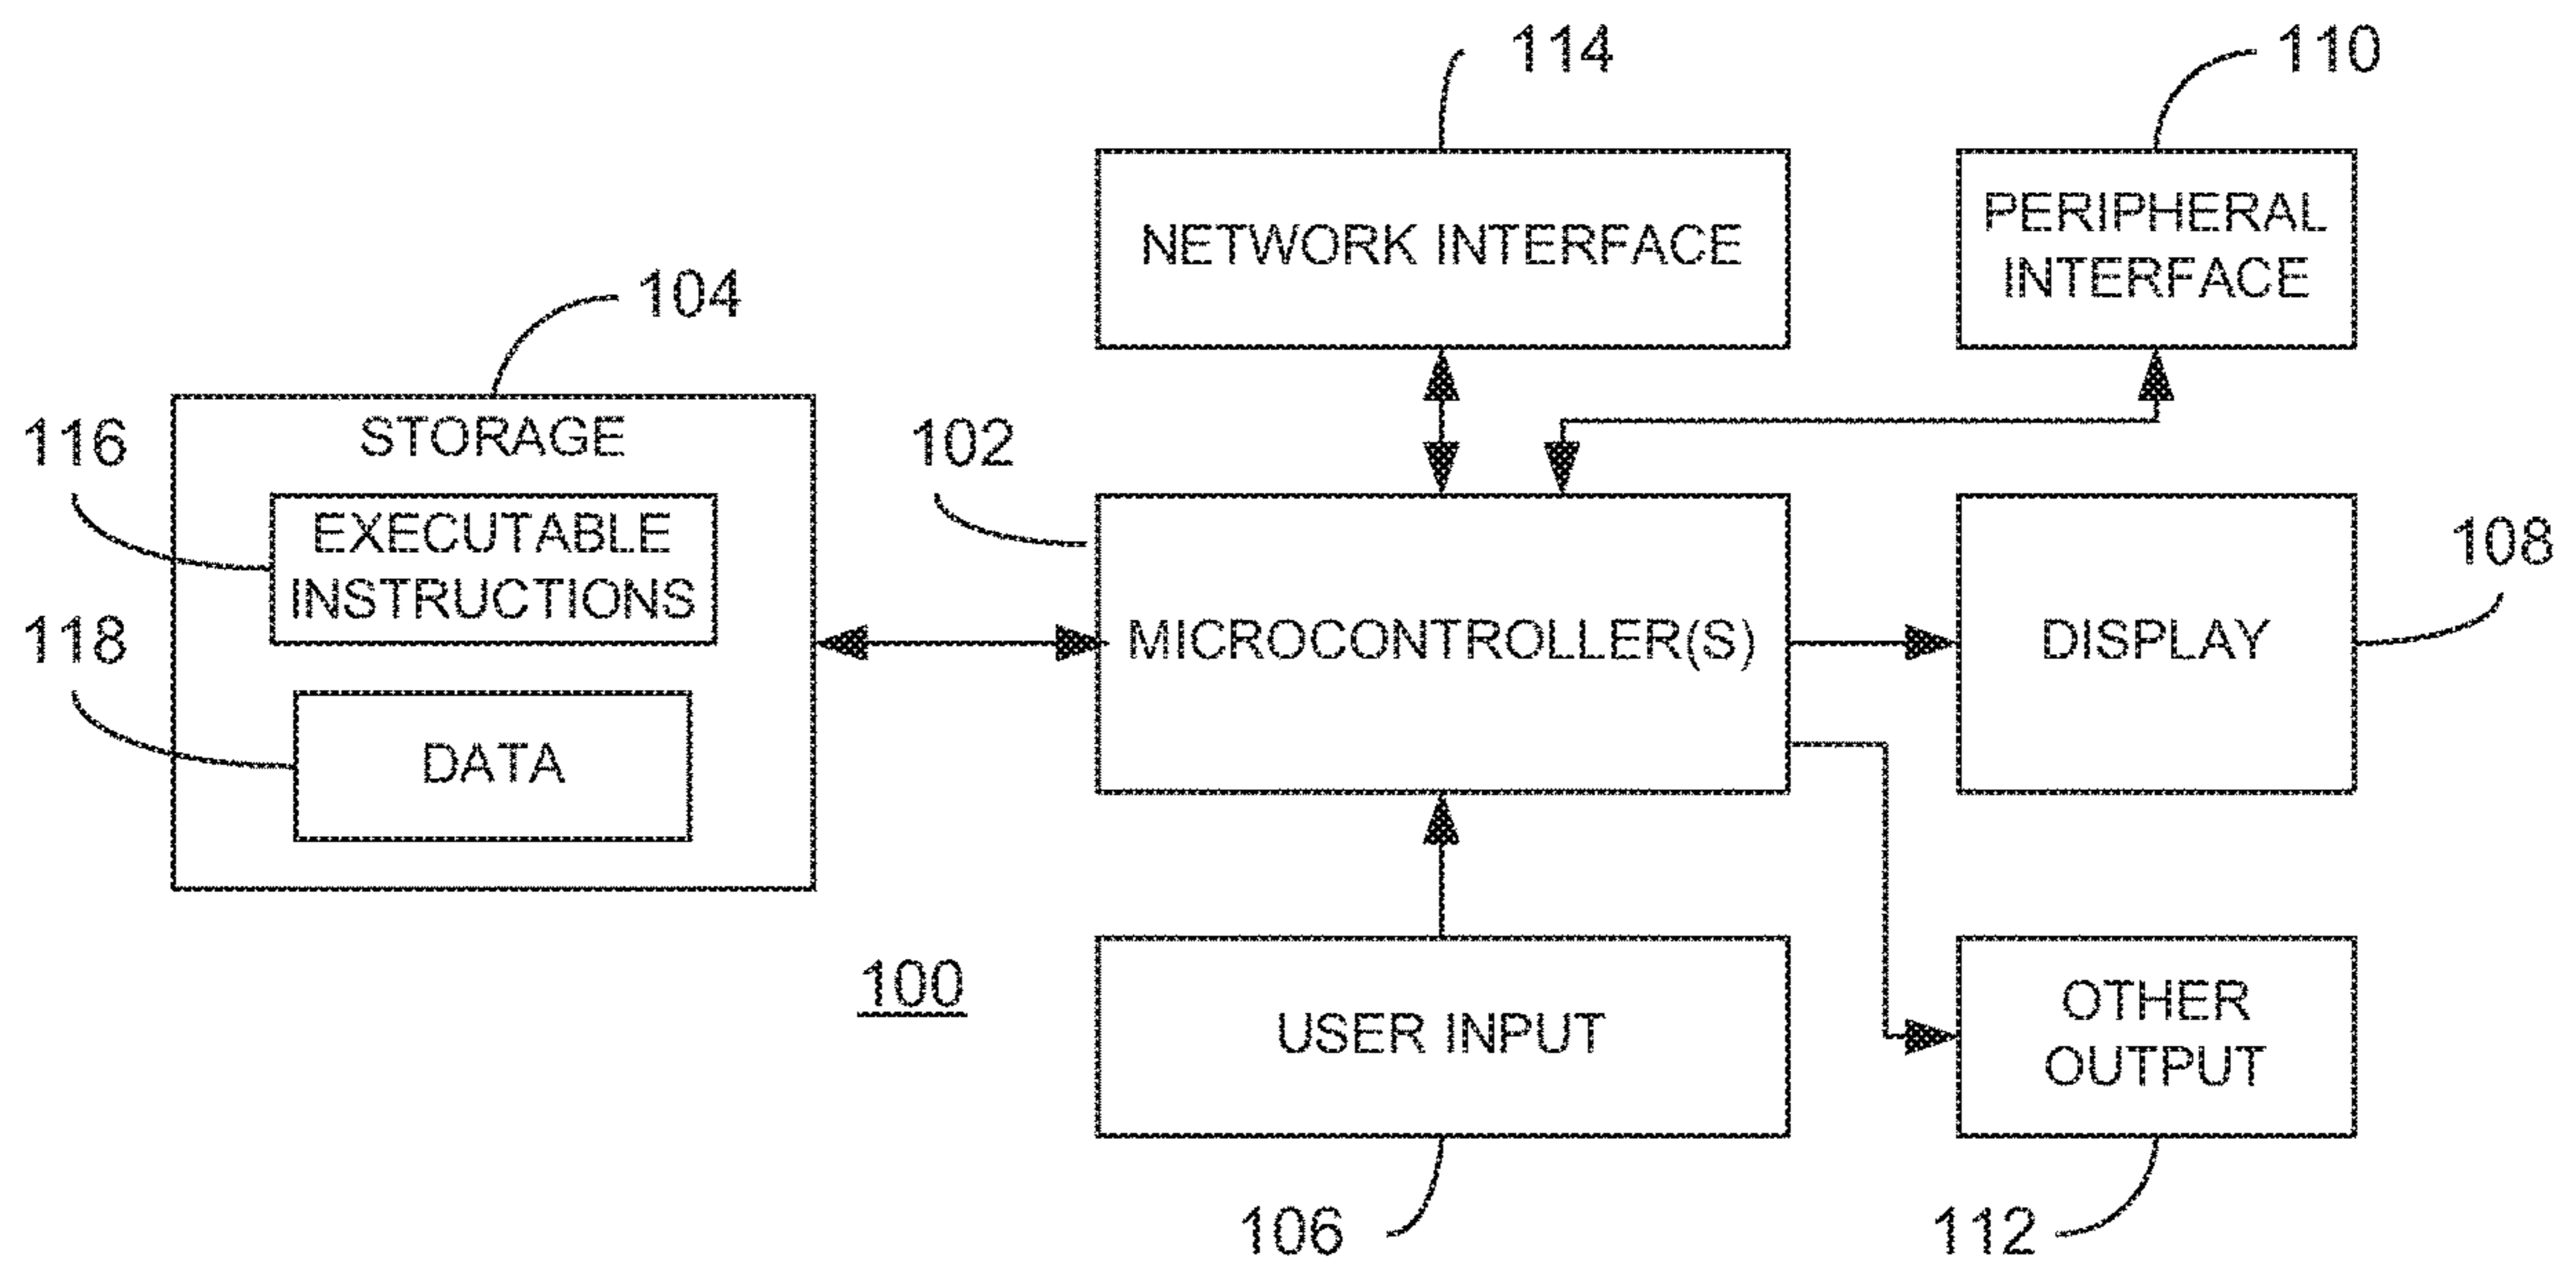 114
110
NETWORK INTERFACE
PERIPHERAL
INTERFACE
104
STORAGE
116
EXECUTABLE
INSTRUCTIONS
118
DATA
102
MICROCONTROLLER(S)
DISPLAY
108
100
USER INPUT
OTHER
OUTPUT
106
112